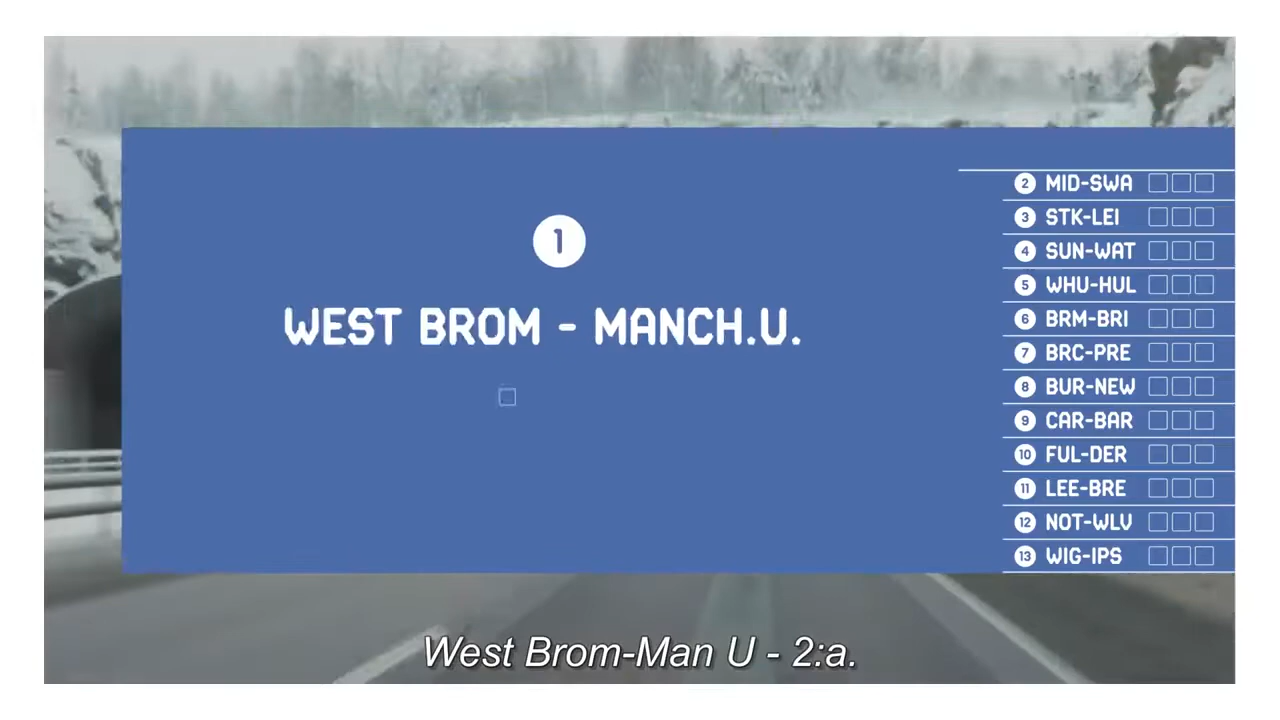 1
WEST BROM - MANCH.U.
2 MID-SWA
3 STK-LEI
4 SUN-WAT
5 WHU-HUL
6 BRM-BRI
7 BRC-PRE
8 BUR-NEW
9 CAR-BAR
10 FUL-DER
11 LEE-BRE
12 NOT-WLV
13 WIG-IPS
West Brom-Man U - 2:a.